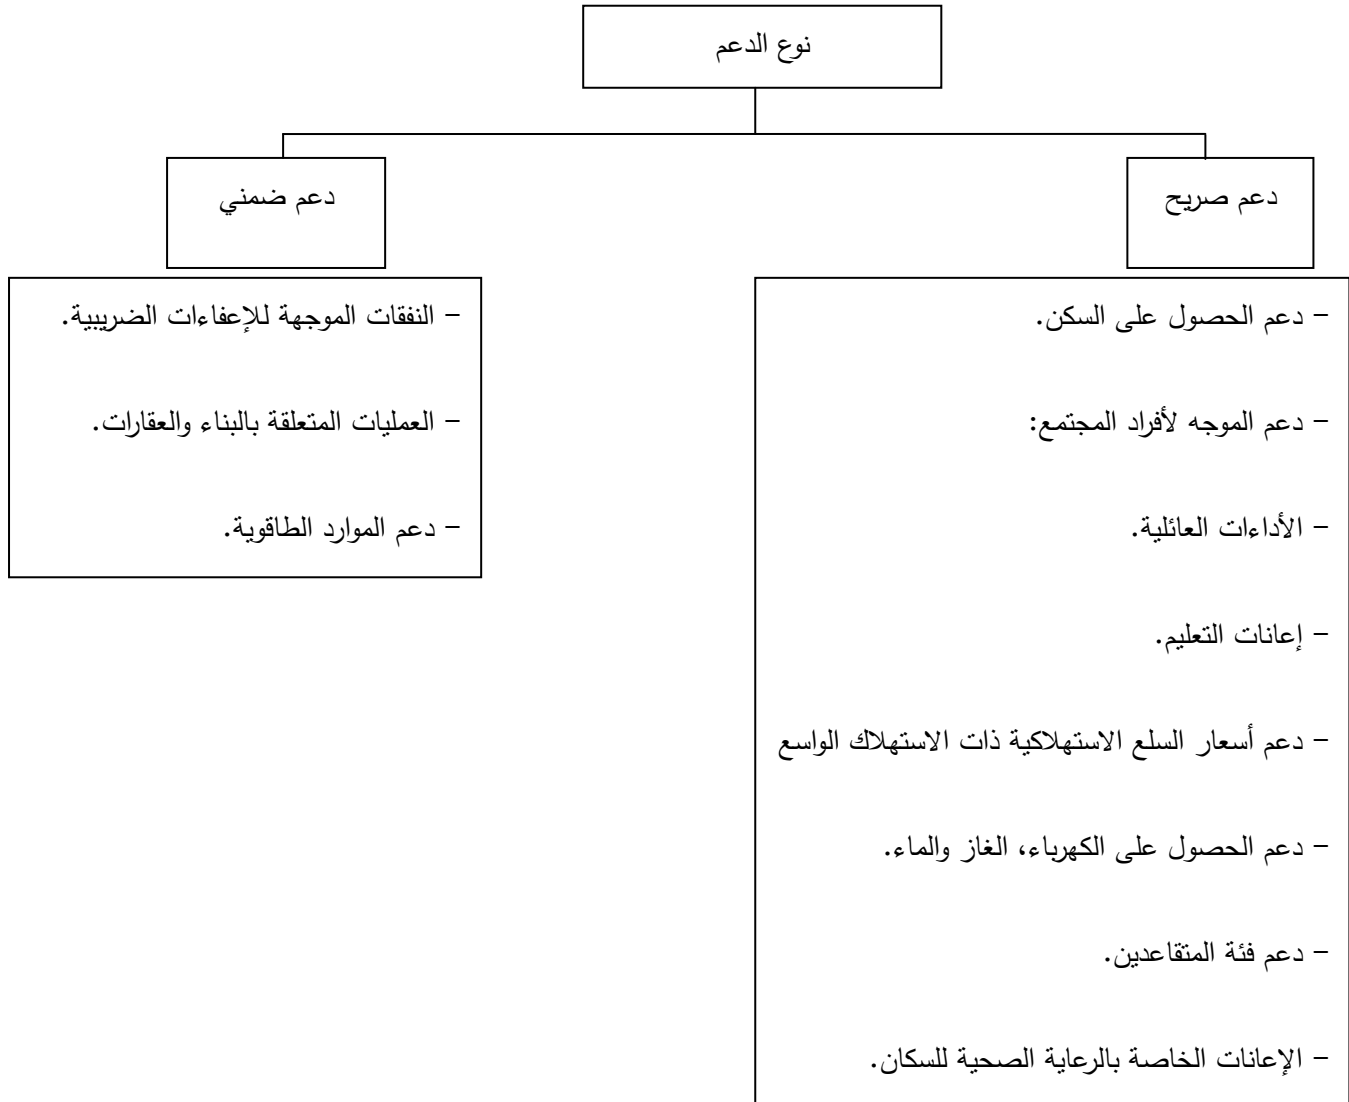 نوع الدعم
دعم صريح
– دعم الحصول على السكن.
– دعم الموجه لأفراد المجتمع:
– الأداءات العائلية.
– إعانات التعليم.
– دعم أسعار السلع الاستهلاكية ذات الاستهلاك الواسع
– دعم الحصول على الكهرباء، الغاز والماء.
– دعم فئة المتقاعدين.
– الإعانات الخاصة بالرعاية الصحية للسكان.
دعم ضمني
– النفقات الموجهة للإعفاءات الضريبية.
– العمليات المتعلقة بالبناء والعقارات.
– دعم الموارد الطاقوية.